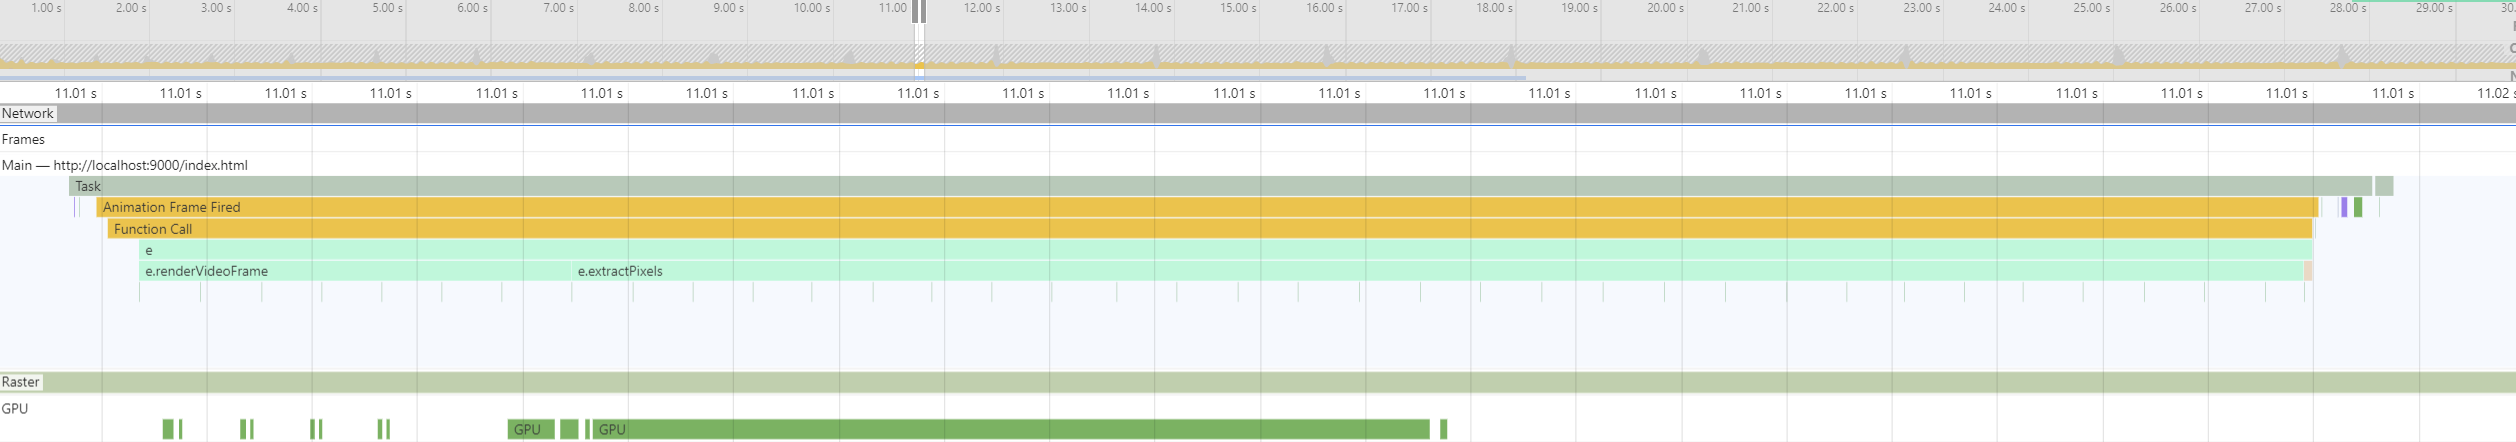 1.00 s 2.00 s 3.00 s 4.00 s 5.00 s 6.00 s 7.00 s 8.00 s 9.00 s 10.00 s 11.00 12.00 s 13.00 s 14.00 s 15.00 s 16.00 s 17.00 s 18.00 s 19.00 s 20.00 s 21.00 s 22.00 s 23.00 s 24.00 s 25.00 s 26.00 s 27.00 s 28.00 s 29.00 s 30.
11.01 s 11.01 s 11.01 s 11.01 s 11.01 s 11.01 s 11.01 s 11.01 s 11.01 s 11.01 s 11.01 s 11.01 s 11.01 s 11.01 s 11.01 s 11.01 s 11.01 s 11.01 s 11.01 s 11.01 s 11.01 s 11.01 s 11.01 s 11.02 s
Network
Frames
Main — http://localhost:9000/index.html
Task
Animation Frame Fired
Function Call
e
e.renderVideoFrame e.extractPixels
Raster
GPU
GPU GPU